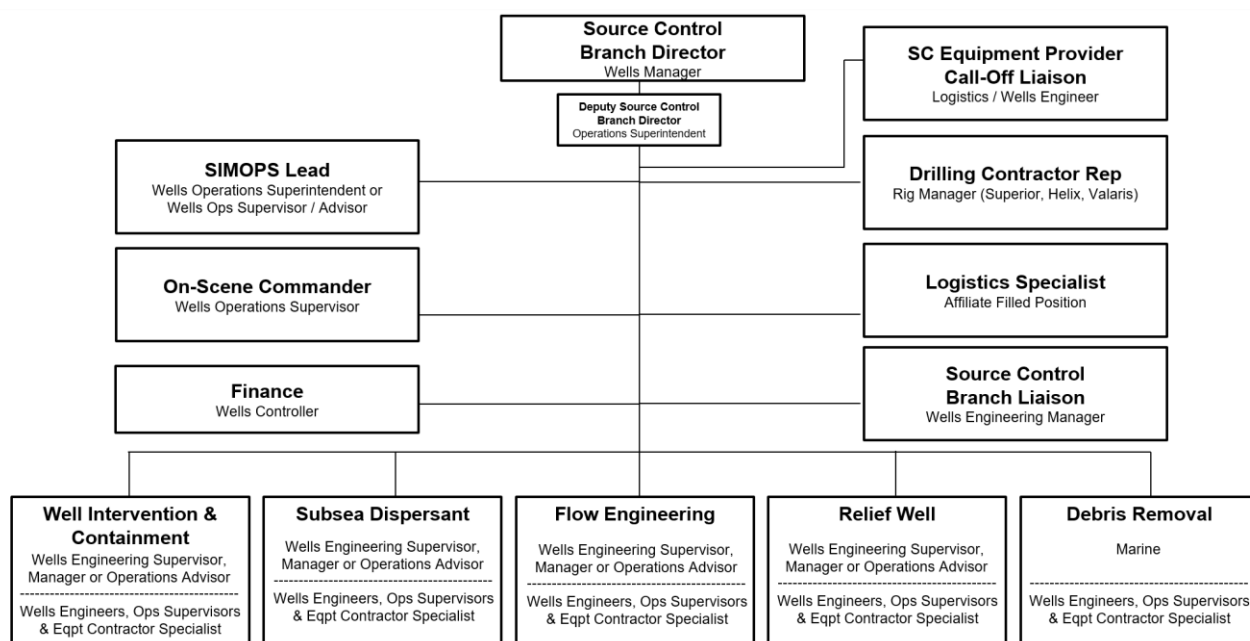 Source Control
Branch Director
Wells Manager
Deputy Source Control
Branch Director
Operations Superintendent
SC Equipment Provider
Call-Off Liaison
Logistics / Wells Engineer
SIMOPS Lead
Wells Operations Superintendent or
Wells Ops Supervisor / Advisor
Drilling Contractor Rep
Rig Manager (Superior, Helix, Valaris)
On-Scene Commander
Wells Operations Supervisor
Logistics Specialist
Affiliate Filled Position
Finance
Wells Controller
Source Control
Branch Liaison
Wells Engineering Manager
Well Intervention &
Containment
Wells Engineering Supervisor,
Manager or Operations Advisor
Wells Engineers, Ops Supervisors
& Eqpt Contractor Specialist
Subsea Dispersant
Wells Engineering Supervisor,
Manager or Operations Advisor
Wells Engineers, Ops Supervisors
& Eqpt Contractor Specialist
Flow Engineering
Wells Engineering Supervisor,
Manager or Operations Advisor
Wells Engineers, Ops Supervisors
& Eqpt Contractor Specialist
Relief Well
Wells Engineering Supervisor,
Manager or Operations Advisor
Wells Engineers, Ops Supervisors
& Eqpt Contractor Specialist
Debris Removal
Marine
Wells Engineers, Ops Supervisors
& Eqpt Contractor Specialist